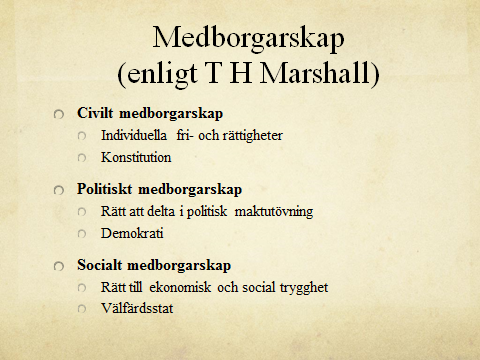 Medborgarskap
(enligt T H Marshall)
Civilt medborgarskap
Individuella fri- och rättigheter
Konstitution
Politiskt medborgarskap
Rätt att delta i politisk maktutövning
Demokrati
Socialt medborgarskap
Rätt till ekonomisk och social trygghet
Välfärdsstat